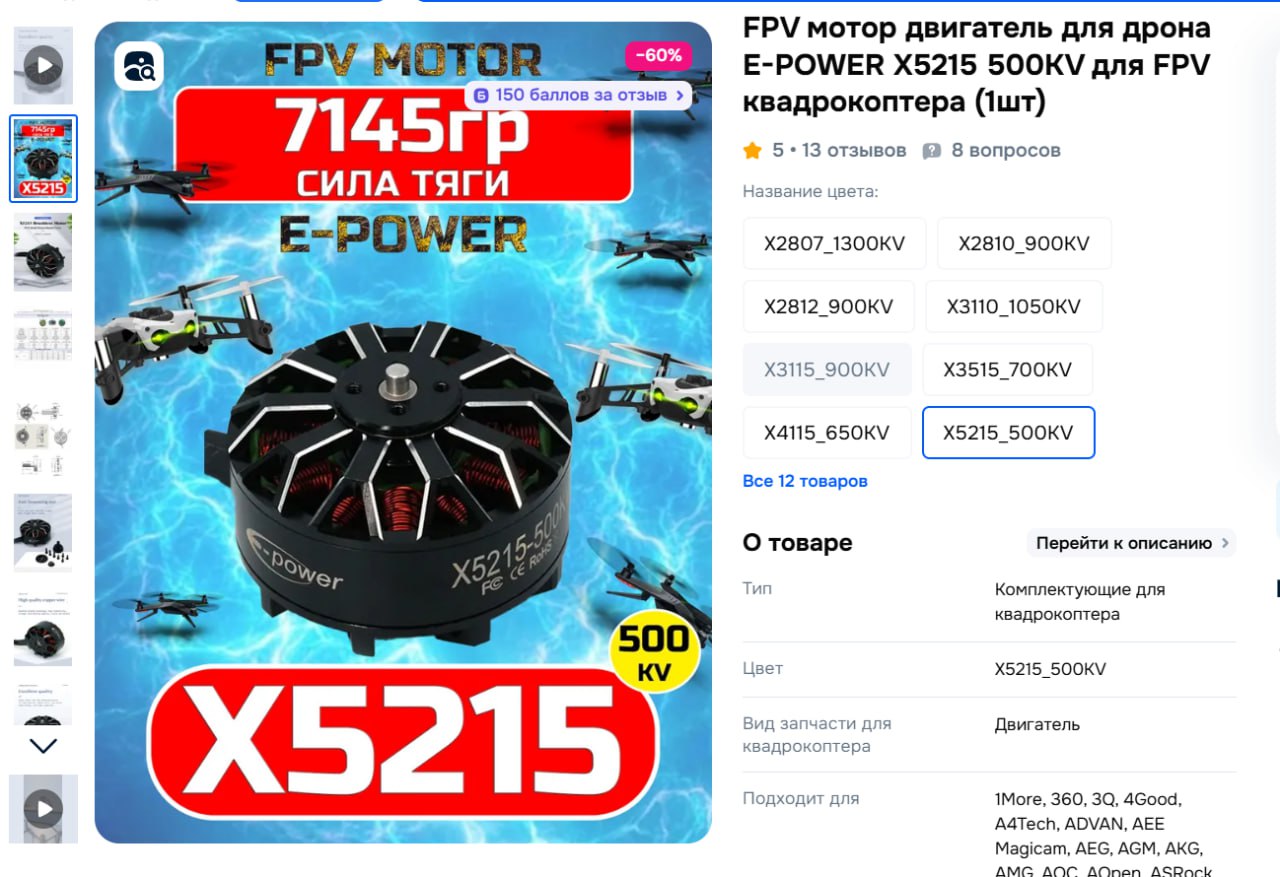 FPV MOTOR
-60%
Б 150 баллов за отзыв
7145гр
СИЛА ТЯГИ
E-POWER
e-power
X5215-500K
FC CE RoHS
500
KV
X5215
7145гр
X5215
FPV мотор двигатель для дрона
E-POWER X5215 500KV для FPV
квадрокоптера (1шт)
5 • 13 отзывов 8 вопросов
Название цвета:
X2807_1300KV X2810_900KV
X2812_900KV X3110_1050KV
X3115_900KV X3515_700KV
X4115_650KV X5215_500KV
Все 12 товаров
О товаре Перейти к описанию
Тип Комплектующие для
квадрокоптера
Цвет X5215_500KV
Вид запчасти для Двигатель
квадрокоптера
Подходит для 1More, 360, 3Q, 4Good,
A4Tech, ADVAN, AEE
Magicam, AEG, AGM, AKG,
AMG, AOC, AOpen, ASRock,